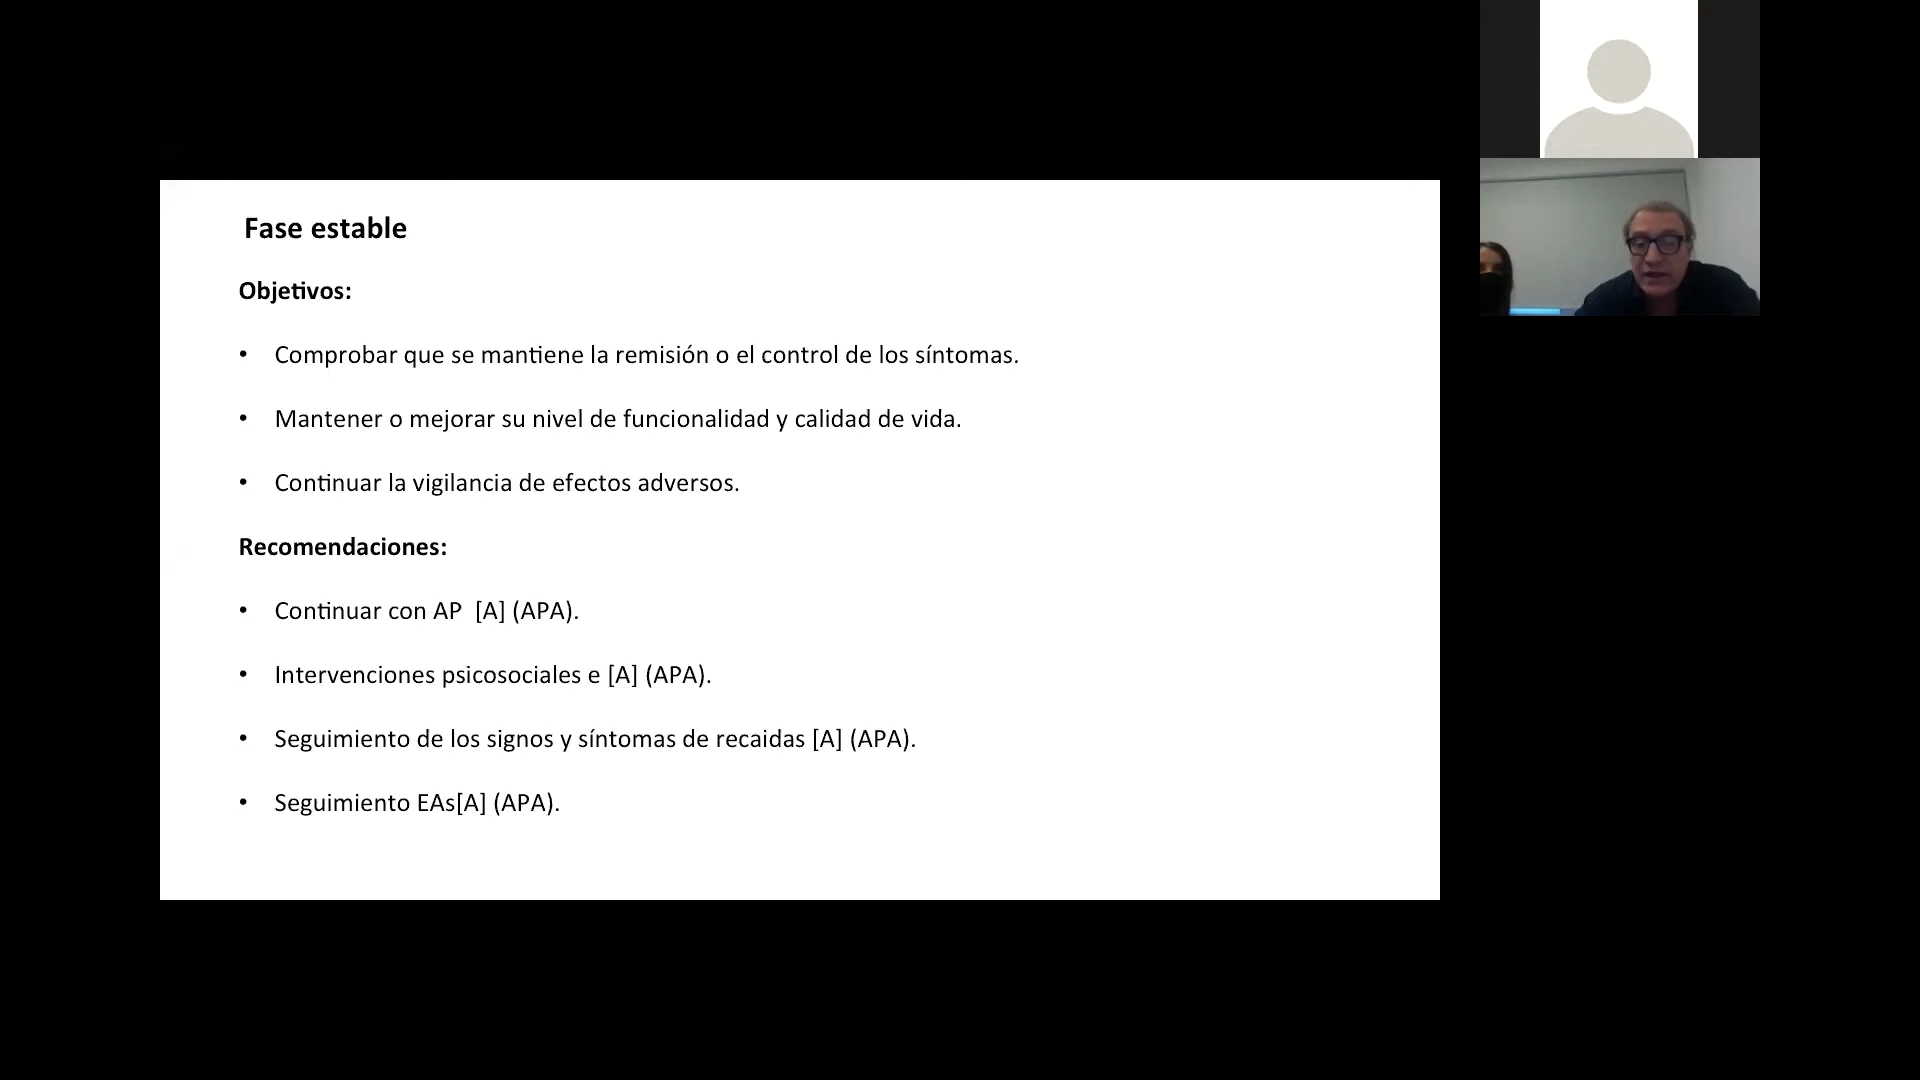 Fase estable
Objetivos:
• Comprobar que se mantiene la remisión o el control de los síntomas.
• Mantener o mejorar su nivel de funcionalidad y calidad de vida.
• Continuar la vigilancia de efectos adversos.
Recomendaciones:
• Continuar con AP  [A] (APA).
• Intervenciones psicosociales e [A] (APA).
• Seguimiento de los signos y síntomas de recaidas [A] (APA).
• Seguimiento EAs[A] (APA).